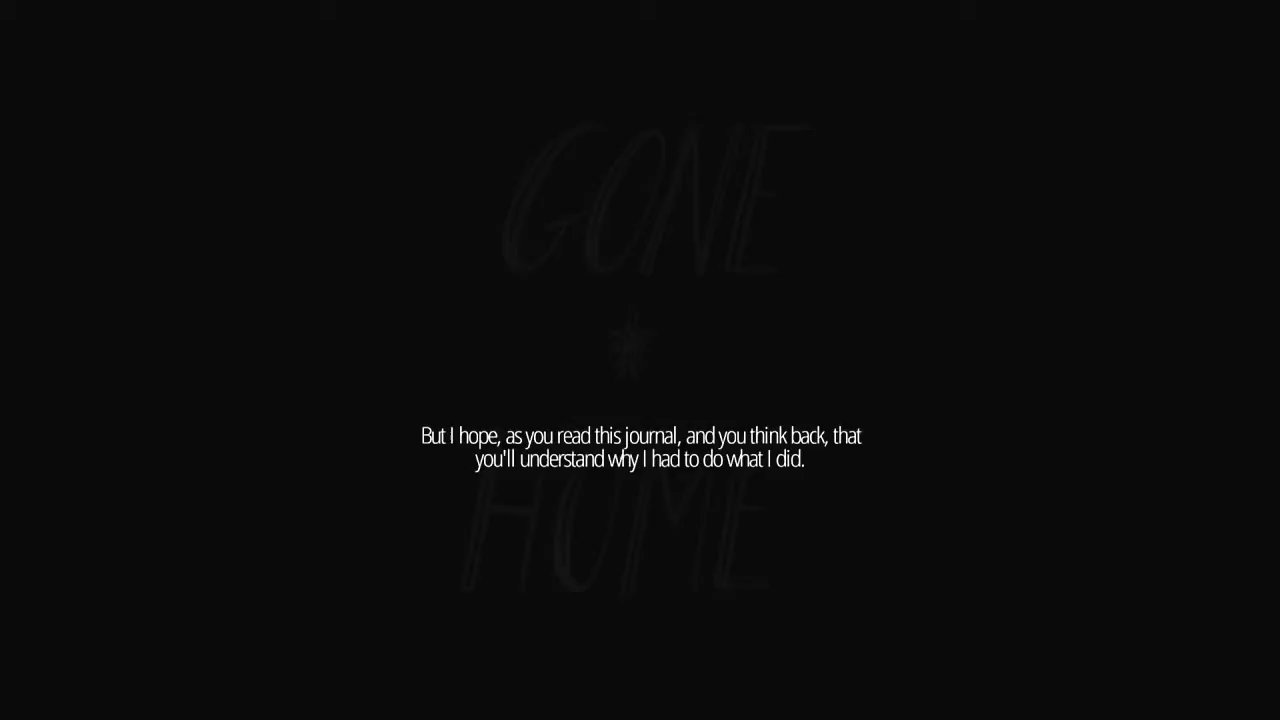 GONE
*
But I hope, as you read this journal, and you think back, that
you'll understand why I had to do what I did.
HOME